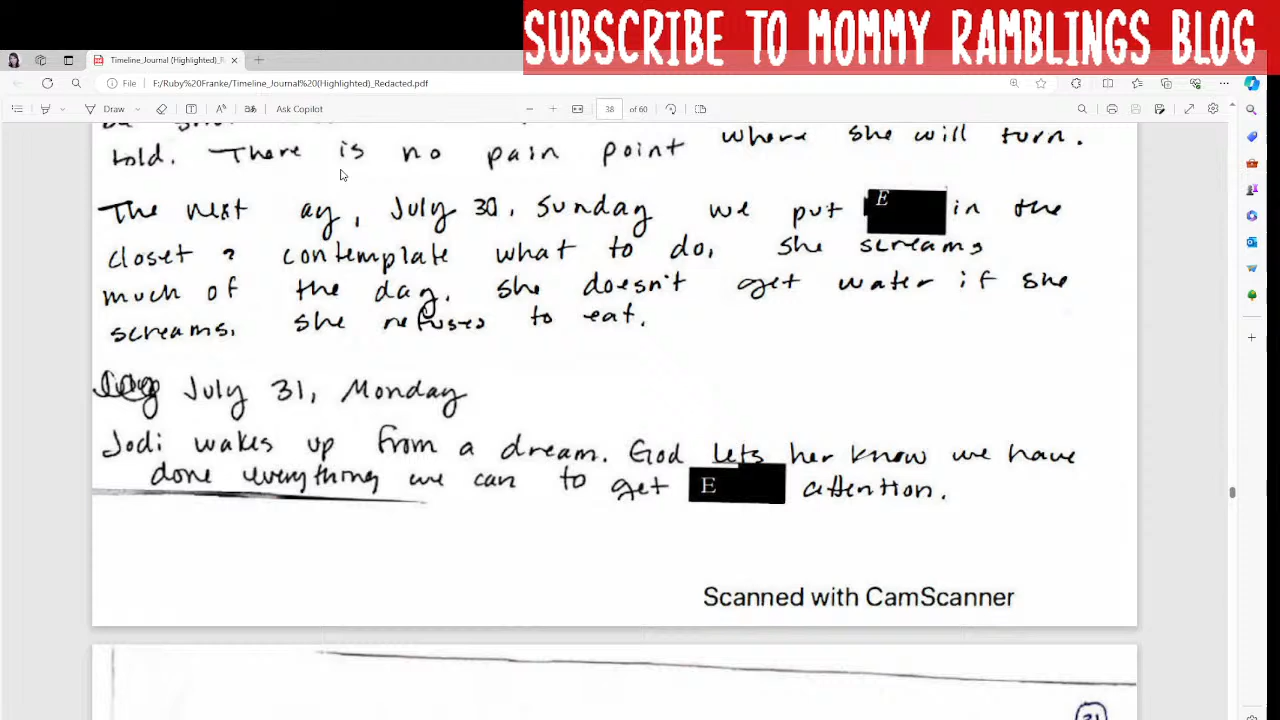 SUBSCRIBE TO MOMMY RAMBLINGS BLOG
Timeline_Journal (Highlighted)_R
File F:/Ruby%20Franke/Timeline_Journal%20(Highlighted)_Redacted.pdf
Draw Ask Copilot 38 of 60
told. There is no pain point where she will turn.
The next ay, July 30, Sunday we put E in the
closet & contemplate what to do, she screams
much of the day. she doesn't get water if she
screams. she refuses to eat.
July 31, Monday
Jodi wakes up from a dream. God lets her know we have
done everything we can to get E attention.
Scanned with CamScanner
31